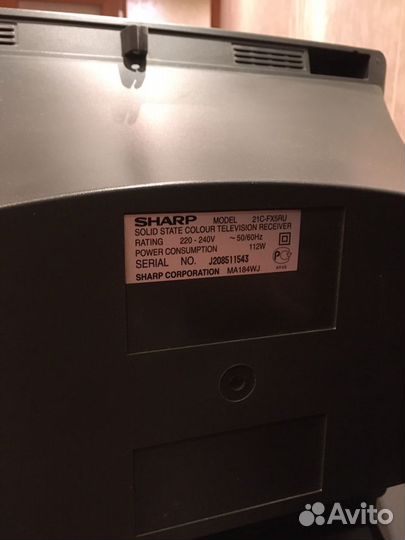 SHARP MODEL 21C-FX5RU
SOLID STATE COLOUR TELEVISION RECEIVER
RATING 220 - 240V ~ 50/60Hz
POWER CONSUMPTION 112W
SERIAL NO. J208511543
SHARP CORPORATION MA184WJ
Avito